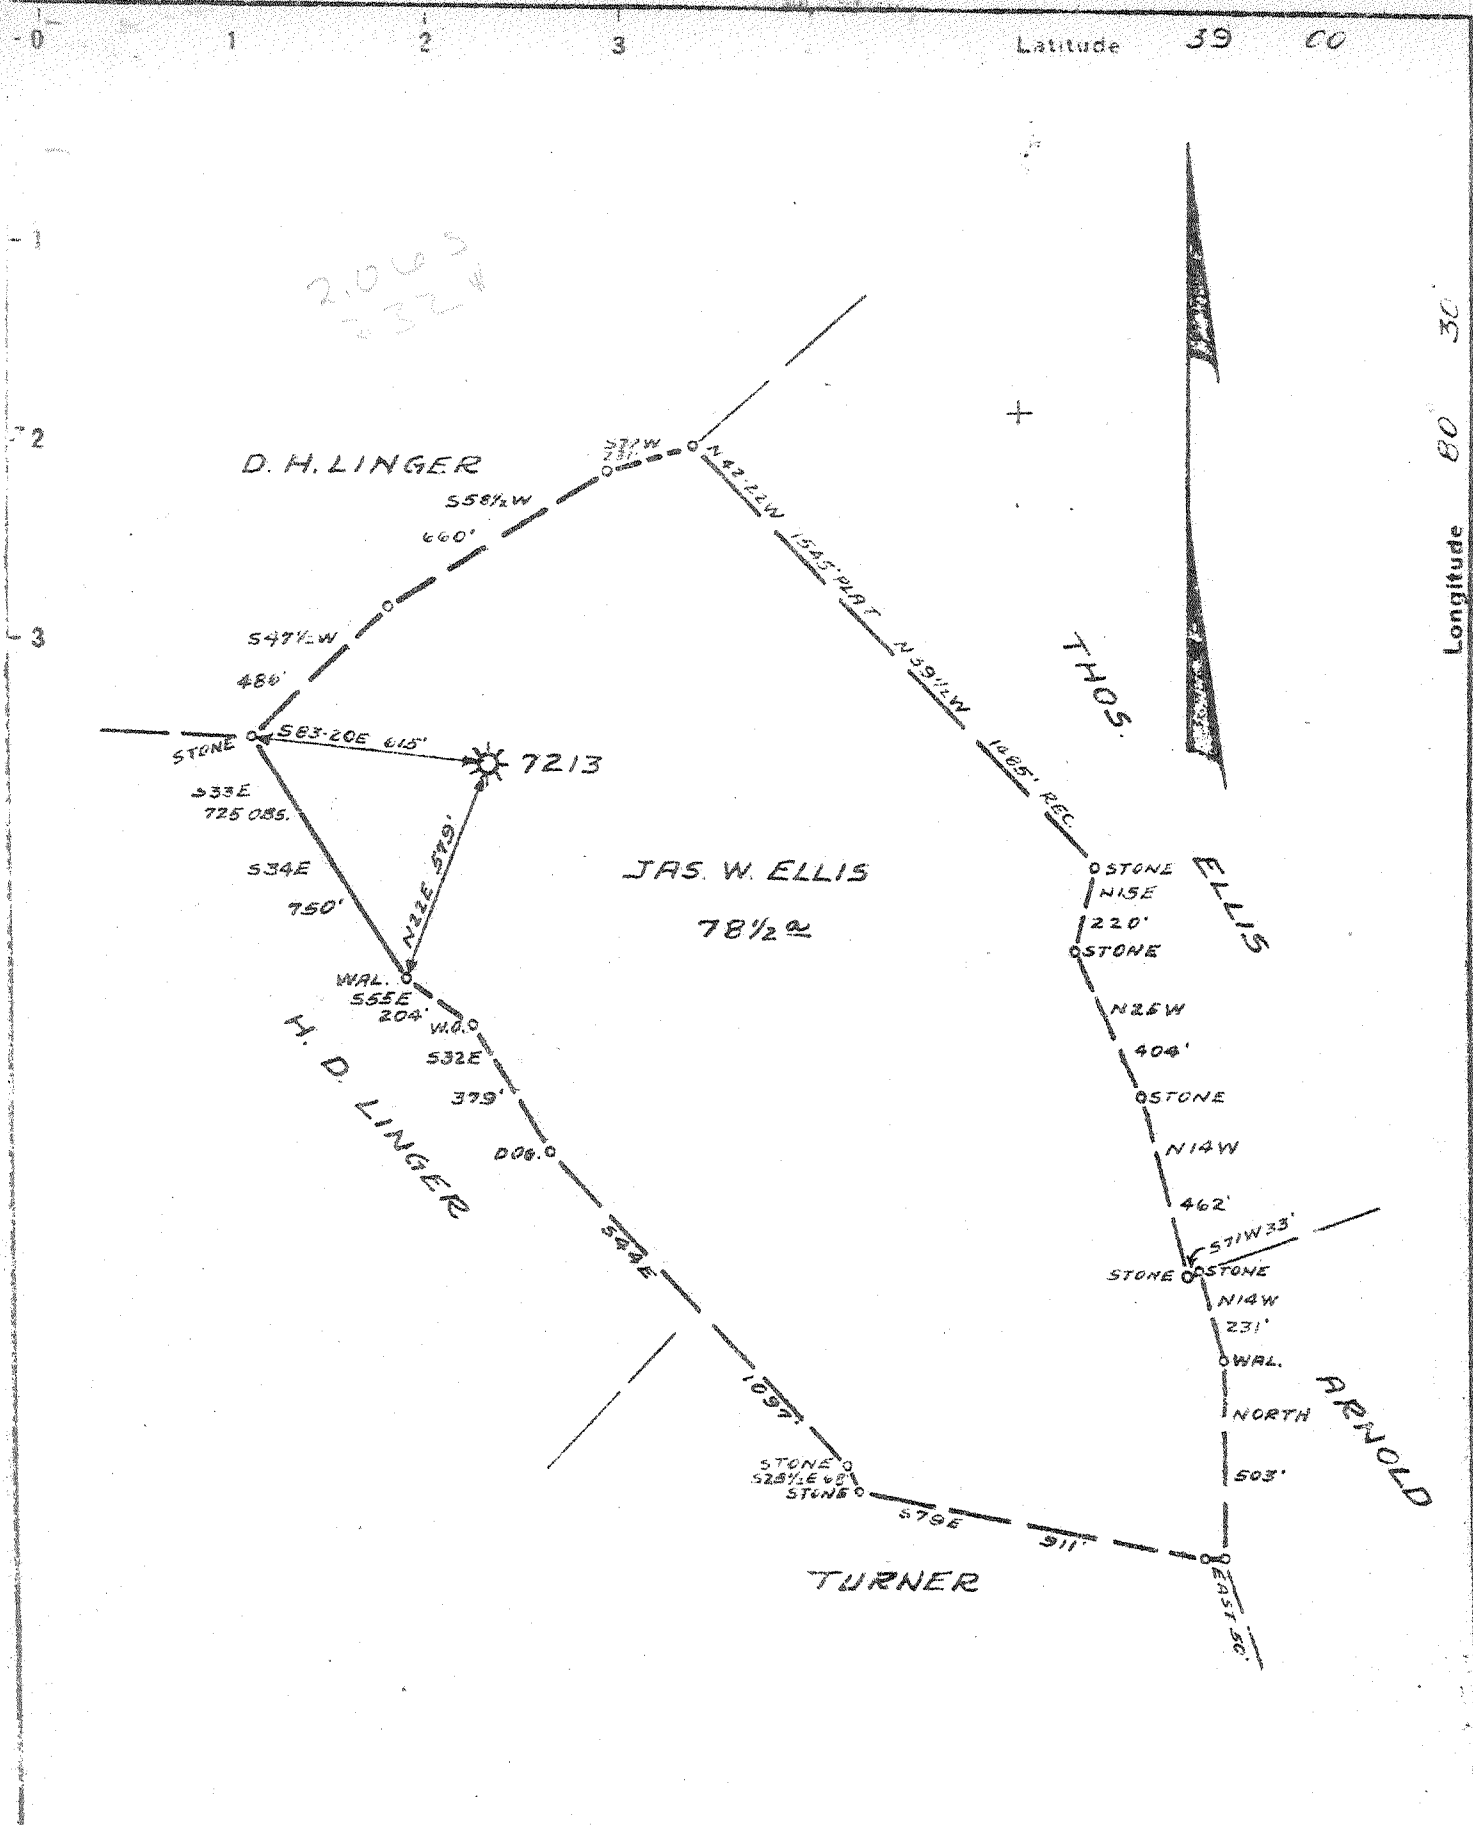 0 1 2 3
Latitude 39 00
1
2
3
Longitude 80 30
D. H. LINGER
S58½W
660'
S47½W
486'
N42-22W 1545' PLAT
N39½W 1485' REC.
THOS. ELLIS
STONE
S83-20E 615'
7213
S33E
725 OBS.
S34E
750'
N22E 579'
JAS. W. ELLIS
78½ a
STONE
N15E
220'
STONE
N25W
404'
STONE
N14W
462'
S71W 33'
STONE
STONE
N14W
231'
WAL.
NORTH
503'
ARNOLD
WAL.
S55E
204'
W.O.
S32E
379'
H. D. LINGER
DOG.
S44E
1097'
STONE
S28½E 68'
STONE
S79E
911'
EAST 50'
TURNER